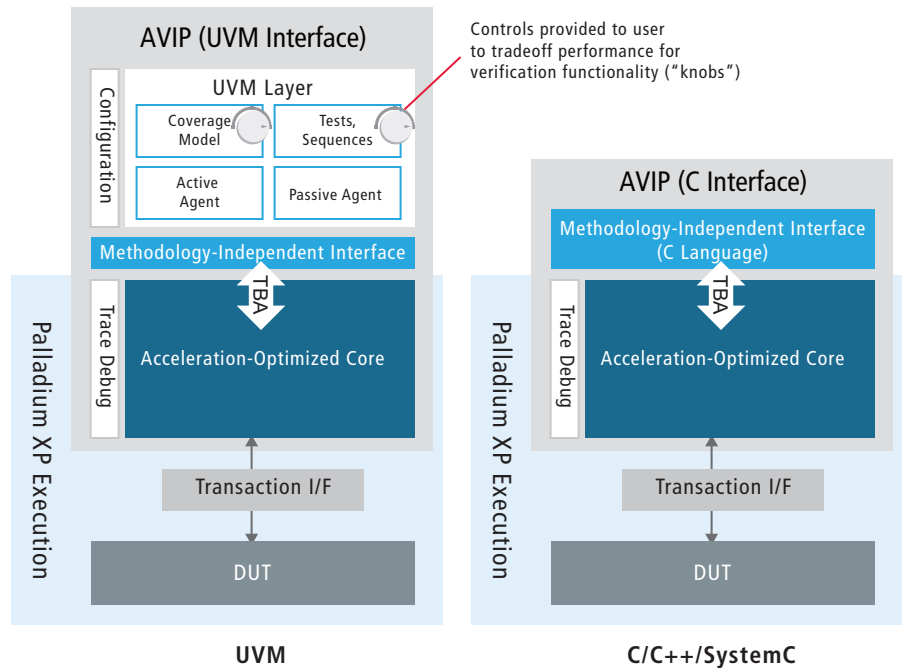 AVIP (UVM Interface)
Controls provided to user
to tradeoff performance for
verification functionality (“knobs”)
Configuration
UVM Layer
Coverage
Model
Tests,
Sequences
Active
Agent
Passive Agent
Methodology-Independent Interface
TBA
Trace Debug
Acceleration-Optimized Core
Palladium XP Execution
Transaction I/F
DUT
UVM
AVIP (C Interface)
Methodology-Independent Interface
(C Language)
TBA
Trace Debug
Acceleration-Optimized Core
Palladium XP Execution
Transaction I/F
DUT
C/C++/SystemC